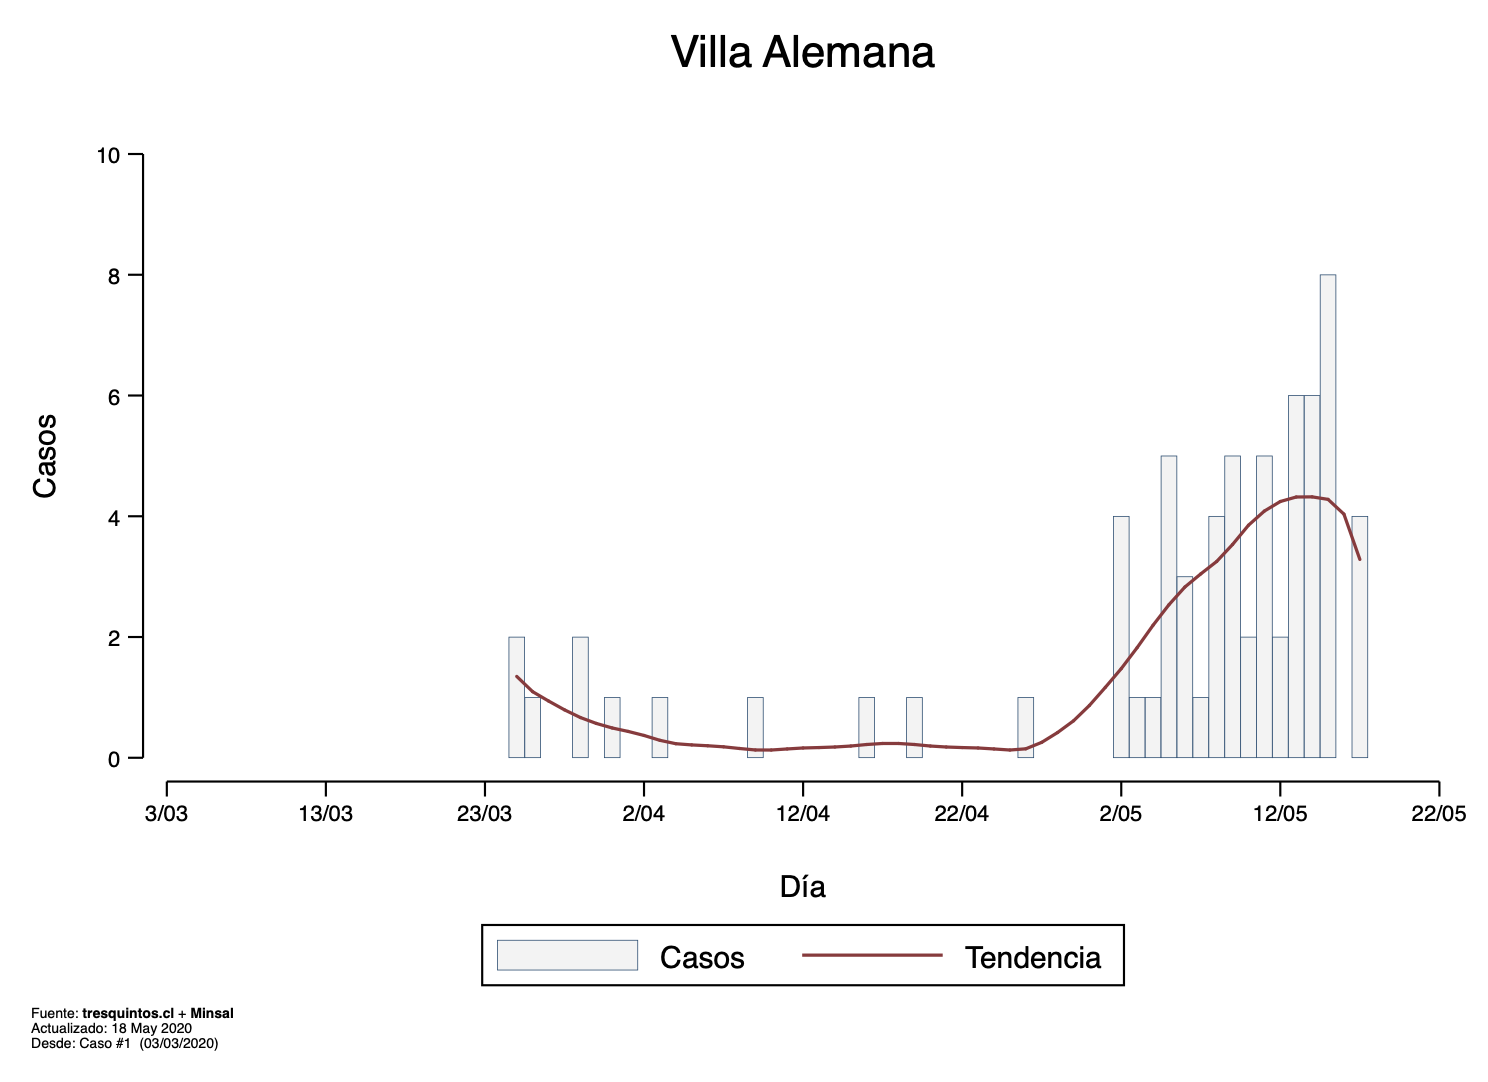 Villa Alemana
10
8
6
4
2
0
Casos
3/03 13/03 23/03 2/04 12/04 22/04 2/05 12/05 22/05
Día
Casos Tendencia
Fuente: tresquintos.cl + Minsal
Actualizado: 18 May 2020
Desde: Caso #1 (03/03/2020)